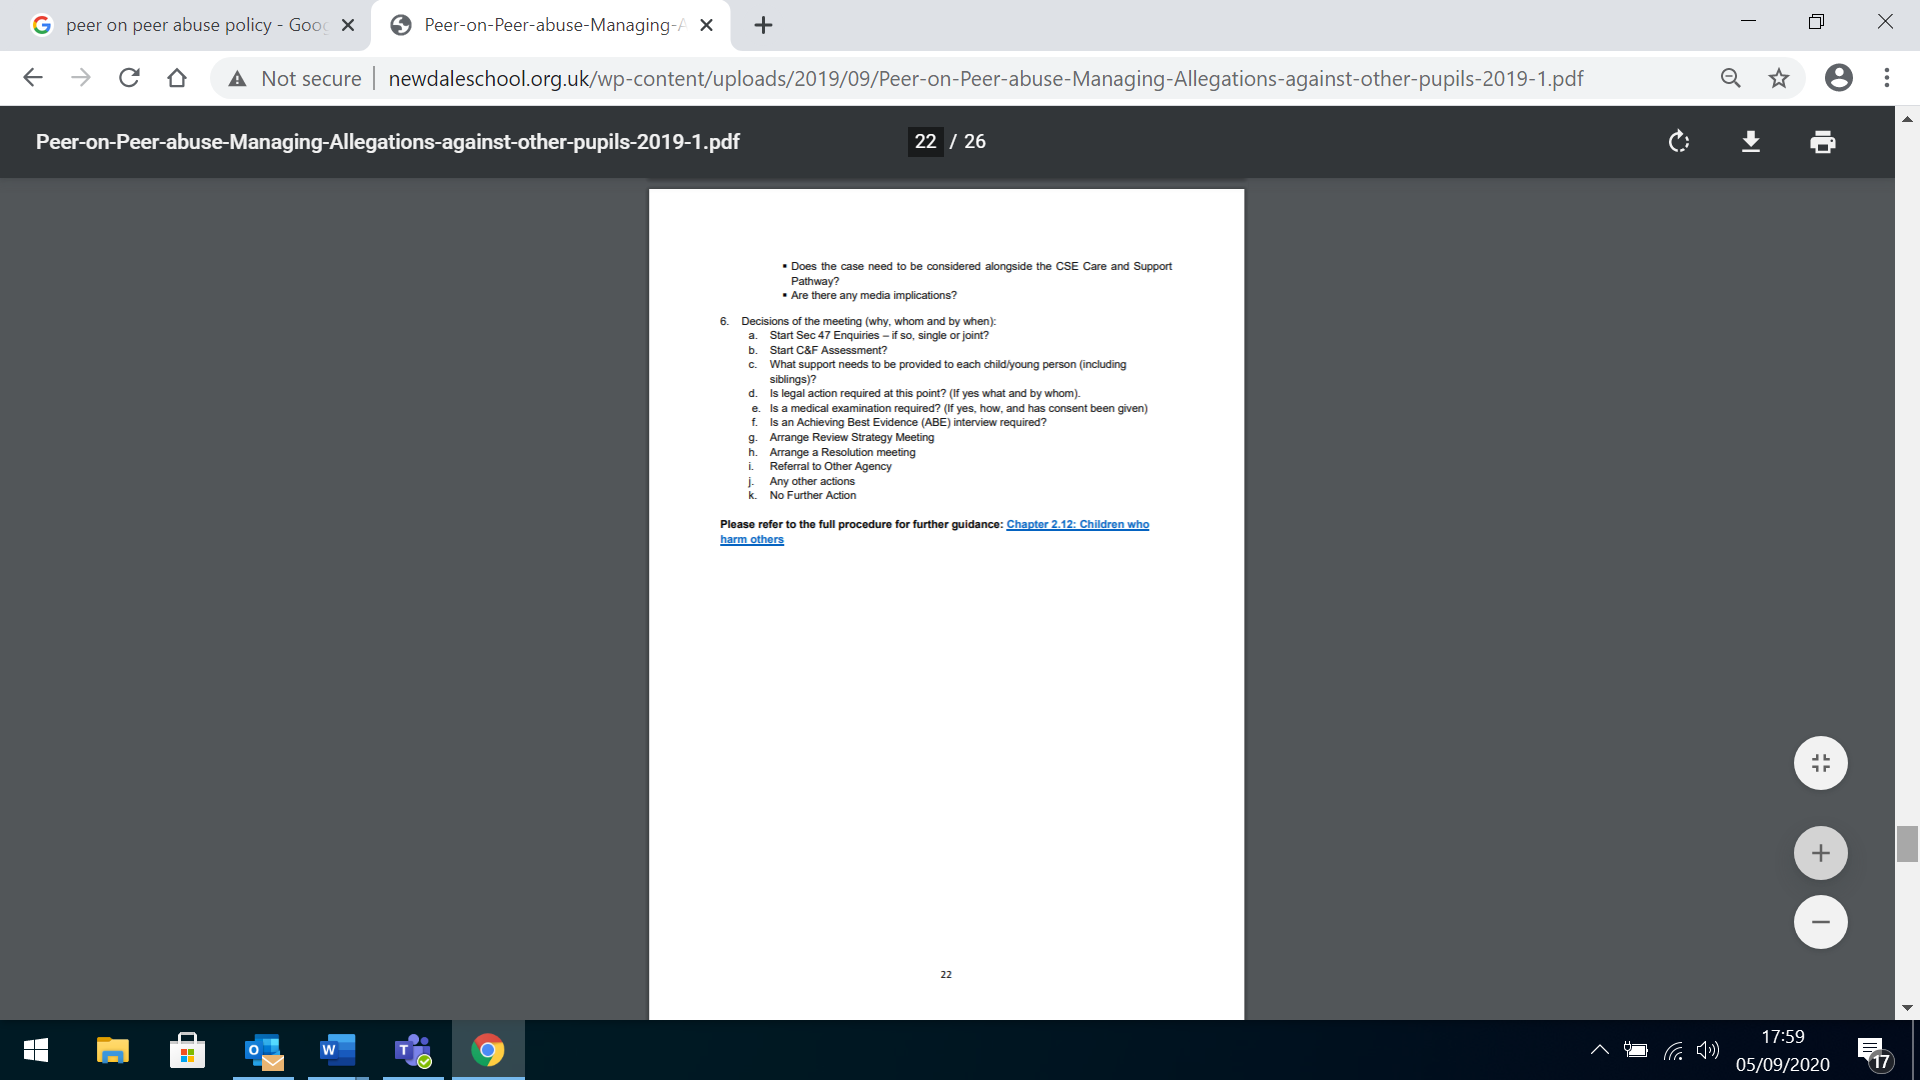 peer on peer abuse policy - Goo
Peer-on-Peer-abuse-Managing-A
Not secure
newdaleschool.org.uk/wp-content/uploads/2019/09/Peer-on-Peer-abuse-Managing-Allegations-against-other-pupils-2019-1.pdf
Peer-on-Peer-abuse-Managing-Allegations-against-other-pupils-2019-1.pdf
22 / 26
▪ Does the case need to be considered alongside the CSE Care and Support
Pathway?
▪ Are there any media implications?
6. Decisions of the meeting (why, whom and by when):
a. Start Sec 47 Enquiries – if so, single or joint?
b. Start C&F Assessment?
c. What support needs to be provided to each child/young person (including
siblings)?
d. Is legal action required at this point? (If yes what and by whom).
e. Is a medical examination required? (If yes, how, and has consent been given)
f. Is an Achieving Best Evidence (ABE) interview required?
g. Arrange Review Strategy Meeting
h. Arrange a Resolution meeting
i. Referral to Other Agency
j. Any other actions
k. No Further Action
Please refer to the full procedure for further guidance: Chapter 2.12: Children who
harm others
22
17:59
05/09/2020
17